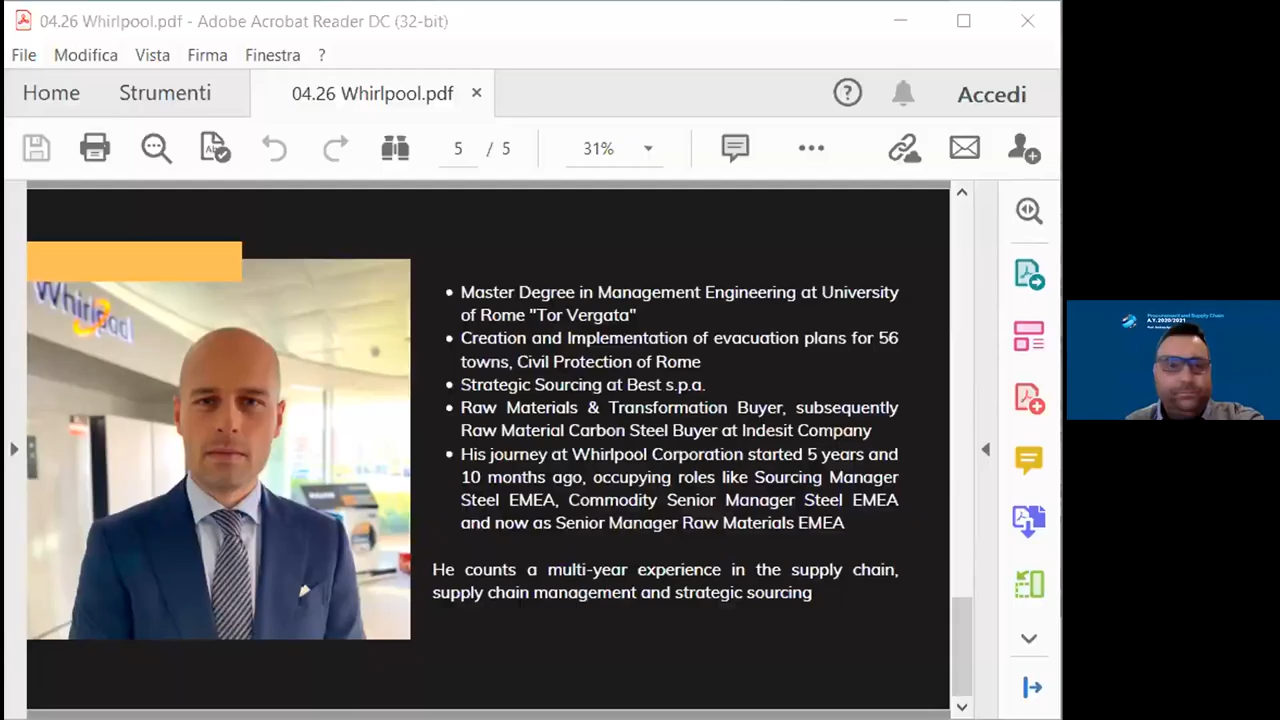 04.26 Whirlpool.pdf - Adobe Acrobat Reader DC (32-bit)
File Modifica Vista Firma Finestra ?
Home Strumenti 04.26 Whirlpool.pdf × Accedi
5 / 5 31%
Whirlpool
• Master Degree in Management Engineering at University
of Rome "Tor Vergata"
• Creation and Implementation of evacuation plans for 56
towns, Civil Protection of Rome
• Strategic Sourcing at Best s.p.a.
• Raw Materials & Transformation Buyer, subsequently
Raw Material Carbon Steel Buyer at Indesit Company
• His journey at Whirlpool Corporation started 5 years and
10 months ago, occupying roles like Sourcing Manager
Steel EMEA, Commodity Senior Manager Steel EMEA
and now as Senior Manager Raw Materials EMEA
He counts a multi-year experience in the supply chain,
supply chain management and strategic sourcing
Procurement and Supply Chain
A.Y. 2020/2021